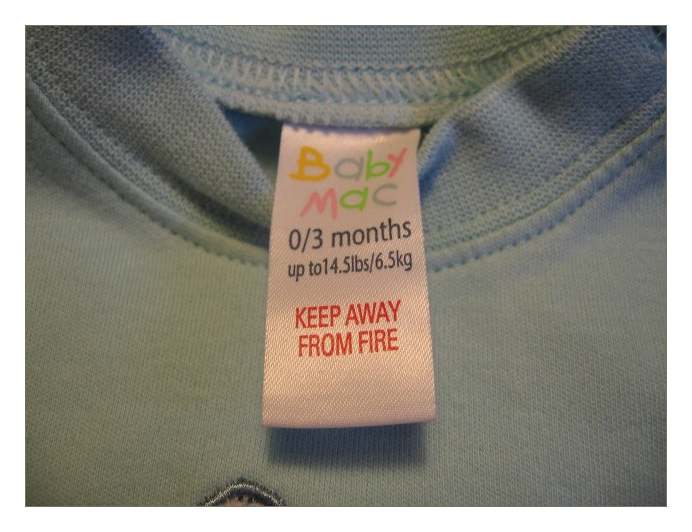 Baby
Mac
0/3 months
up to14.5lbs/6.5kg
KEEP AWAY
FROM FIRE